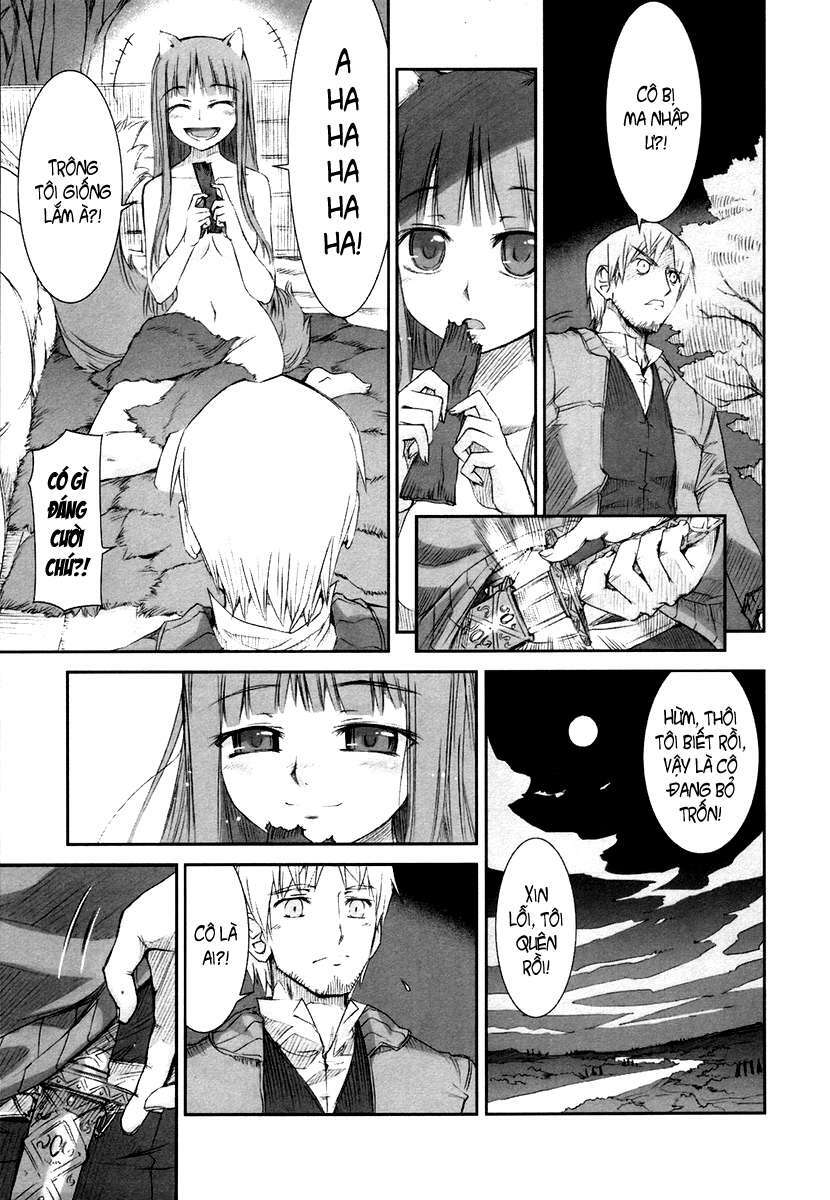 CÔ BỊ
MA NHẬP
Ư?!
A
HA
HA
HA
HA
HA!
TRÔNG
TÔI GIỐNG
LẮM À?!
CÓ GÌ
ĐÁNG
CƯỜI
CHỨ?!
HỪM, THÔI
TÔI BIẾT RỒI,
VẬY LÀ CÔ
ĐANG BỎ
TRỐN!
XIN
LỖI, TÔI
QUÊN
RỒI!
CÔ LÀ
AI?!